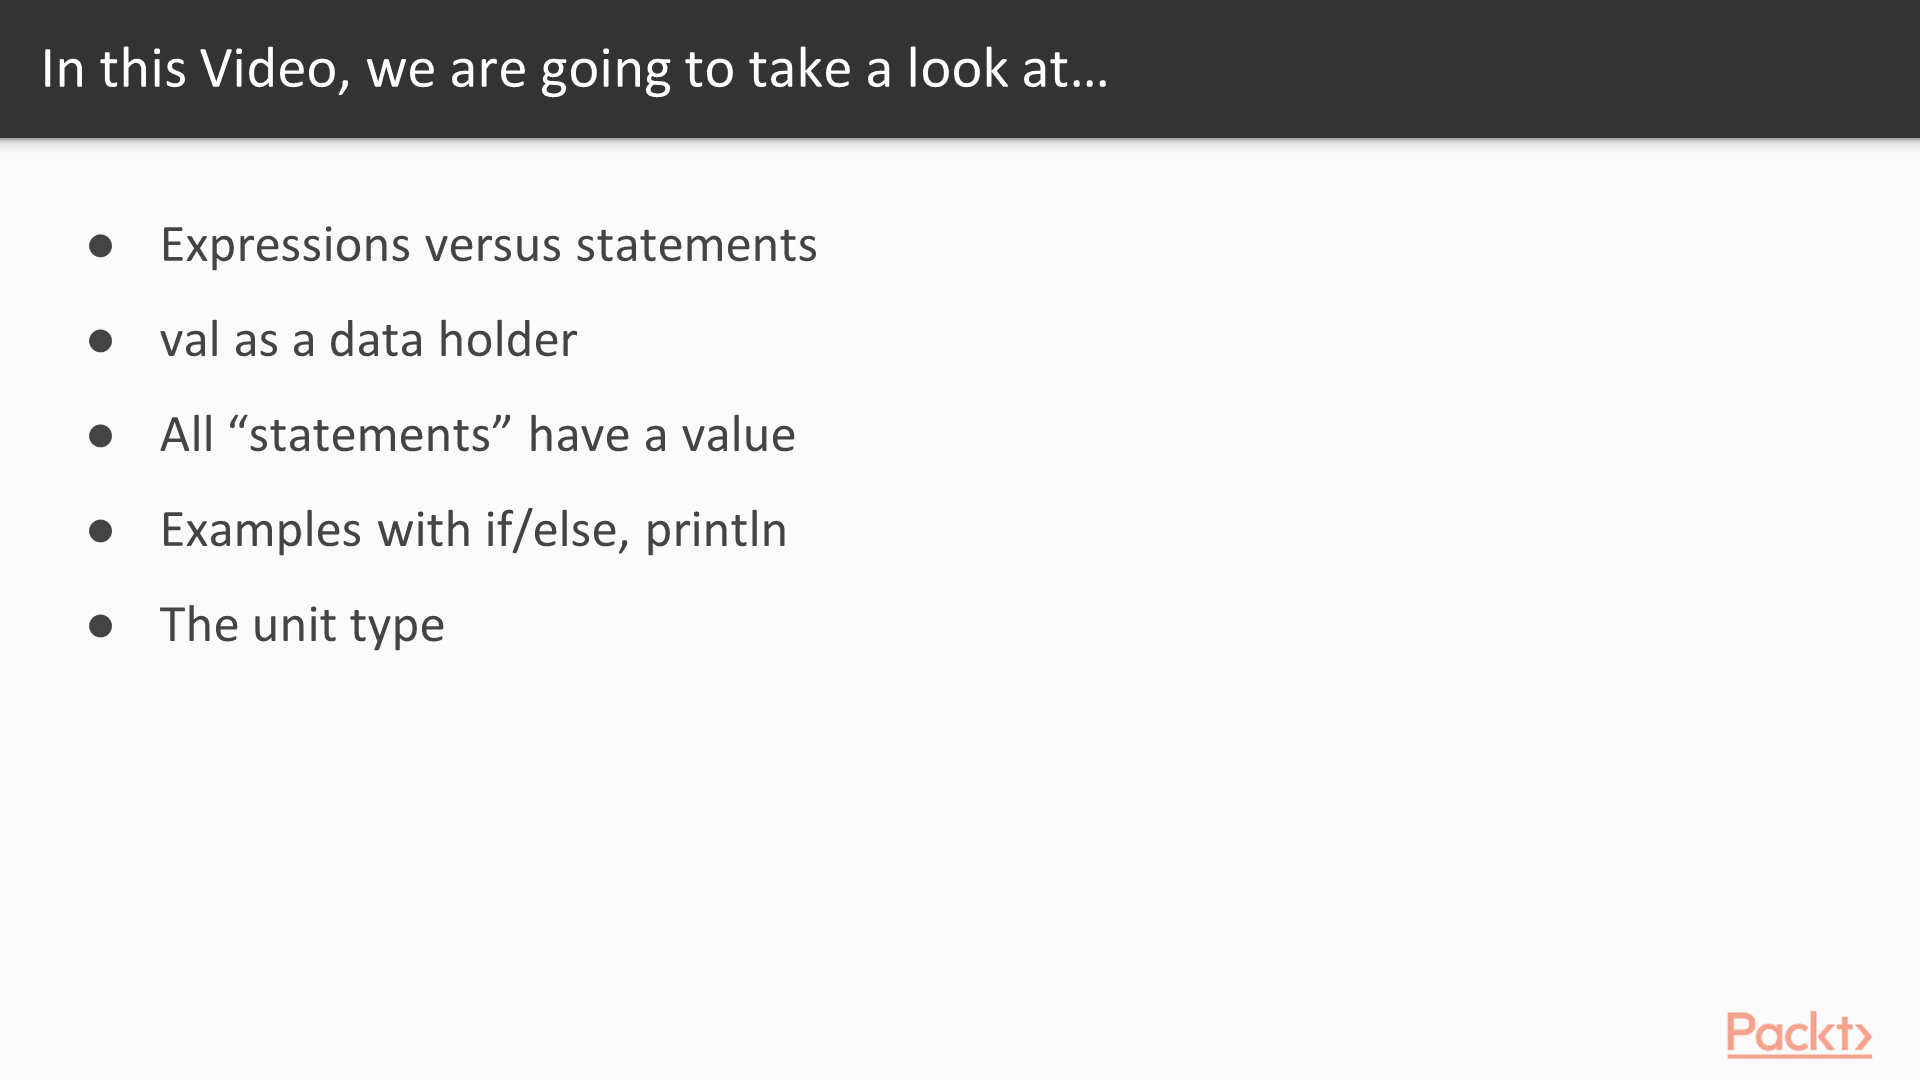 In this Video, we are going to take a look at…
● Expressions versus statements
● val as a data holder
● All “statements” have a value
● Examples with if/else, println
● The unit type
Packt>